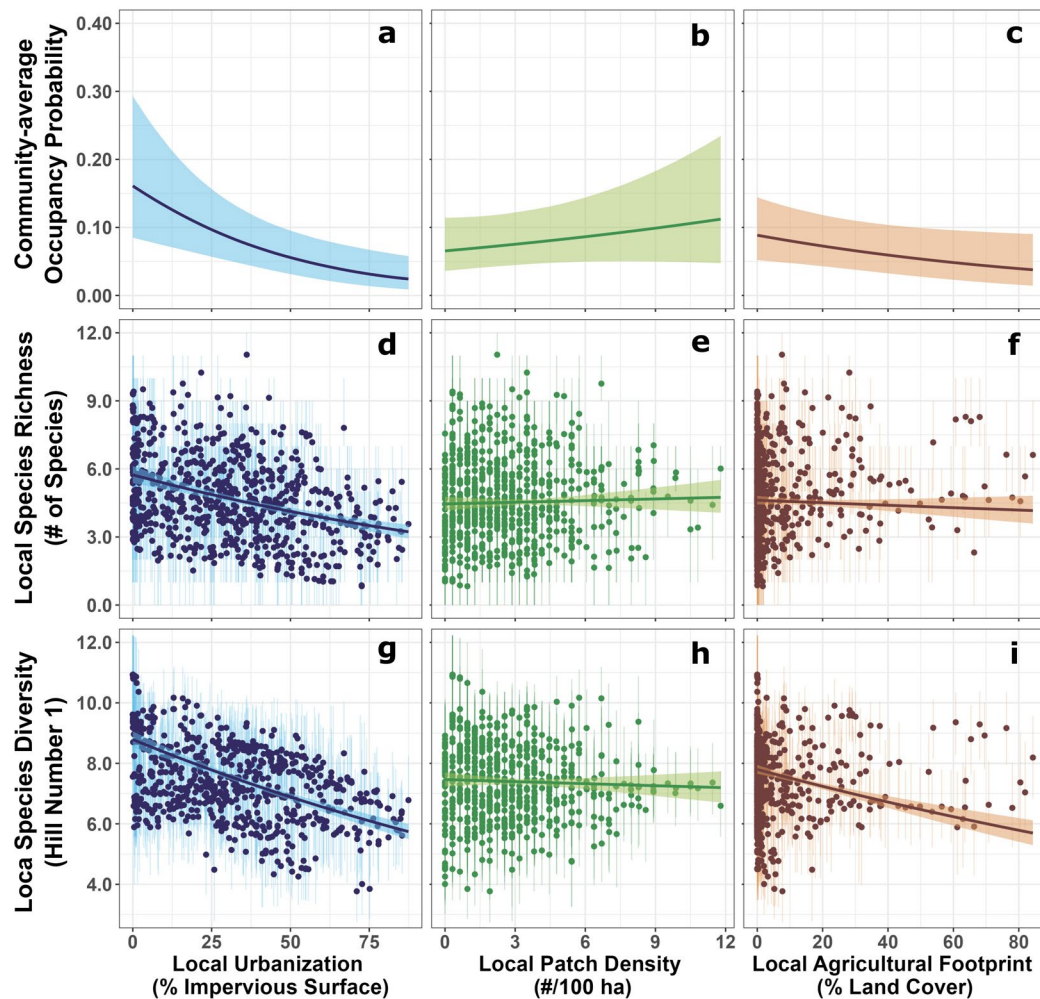 Community-average
Occupancy Probability
0.40
0.30
0.20
0.10
0.00
a
b
c
Local Species Richness
(# of Species)
12.0
9.0
6.0
3.0
0.0
d
e
f
Loca Species Diversity
(Hill Number 1)
12.0
10.0
8.0
6.0
4.0
g
h
i
0 25 50 75
0 3 6 9 12
0 20 40 60 80
Local Urbanization
(% Impervious Surface)
Local Patch Density
(#/100 ha)
Local Agricultural Footprint
(% Land Cover)